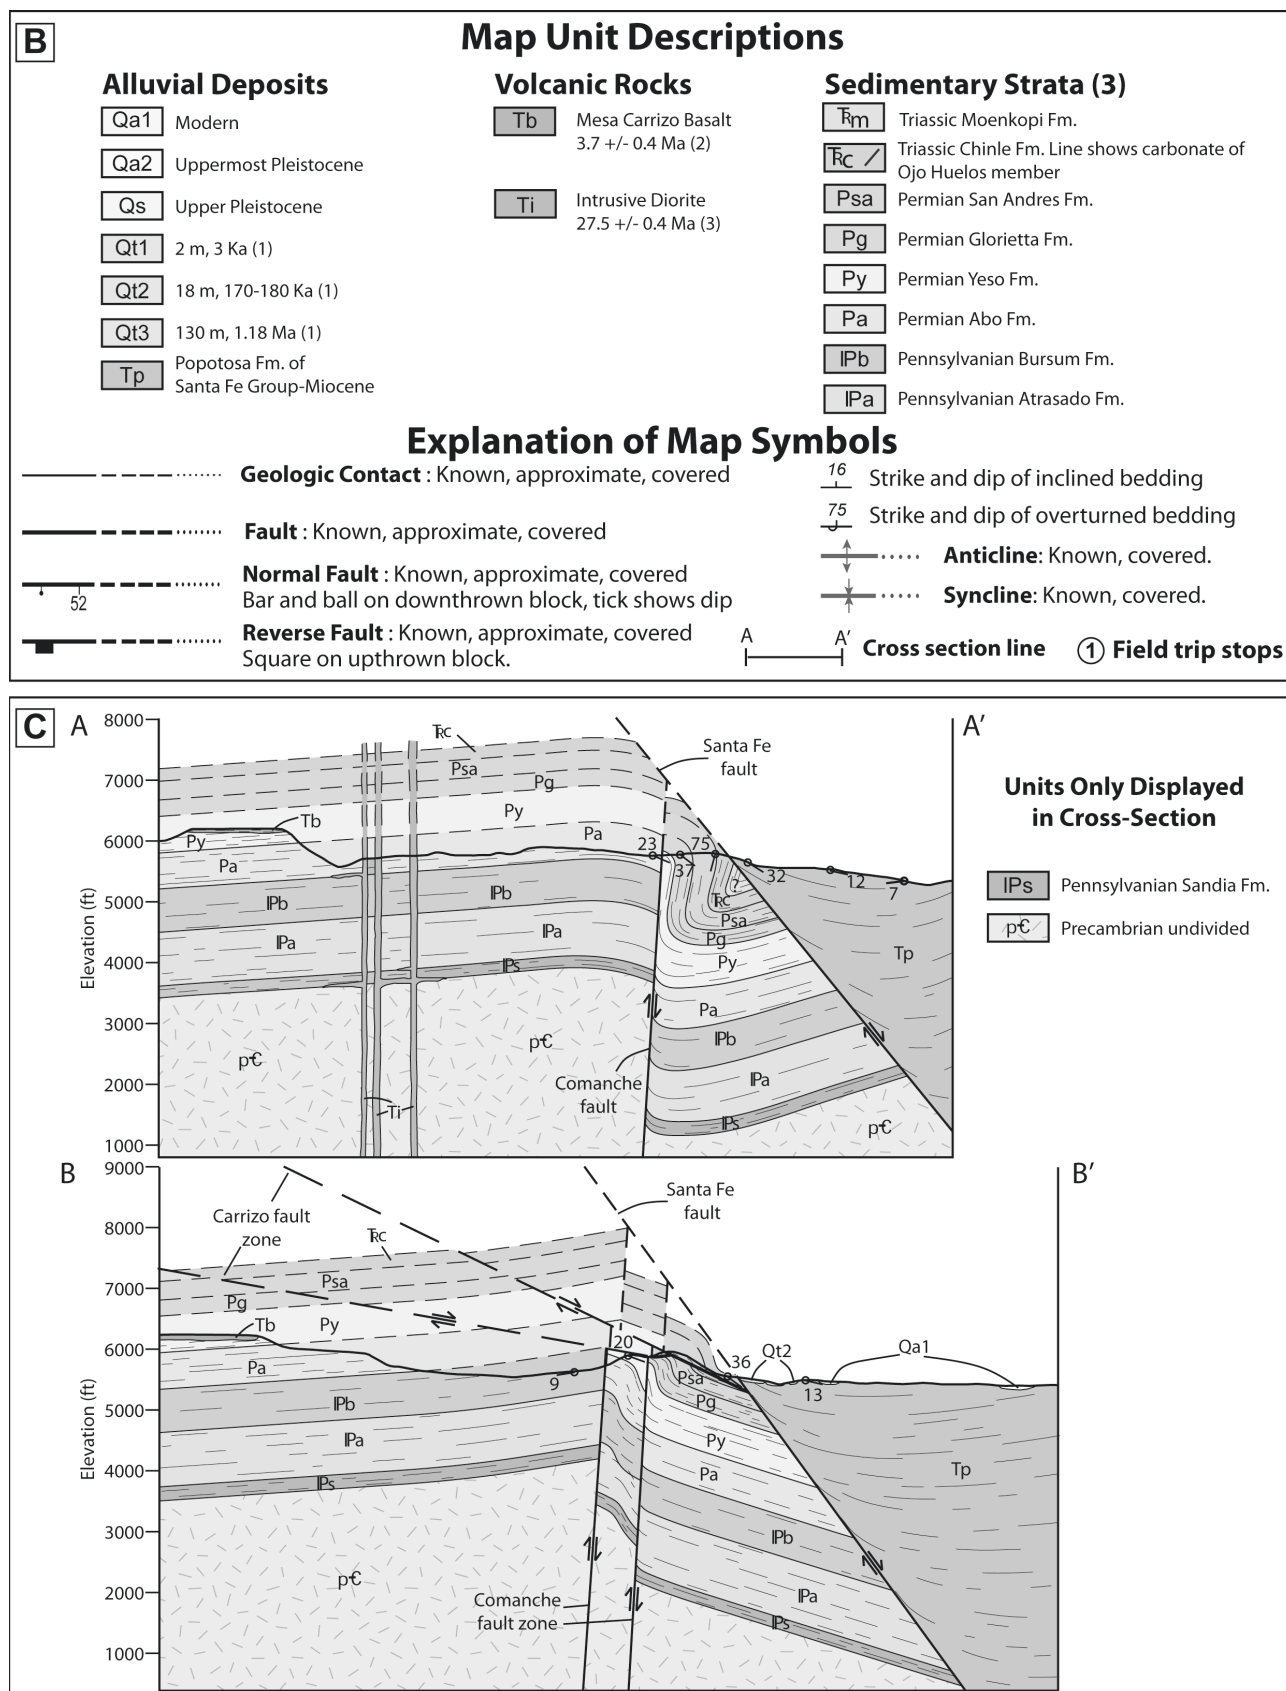 B
Map Unit Descriptions
Alluvial Deposits
Qa1 Modern
Qa2 Uppermost Pleistocene
Qs Upper Pleistocene
Qt1 2 m, 3 Ka (1)
Qt2 18 m, 170-180 Ka (1)
Qt3 130 m, 1.18 Ma (1)
Tp Popotosa Fm. of
Santa Fe Group-Miocene
Volcanic Rocks
Tb Mesa Carrizo Basalt
3.7 +/- 0.4 Ma (2)
Ti Intrusive Diorite
27.5 +/- 0.4 Ma (3)
Sedimentary Strata (3)
TRm Triassic Moenkopi Fm.
TRc Triassic Chinle Fm. Line shows carbonate of
Ojo Huelos member
Psa Permian San Andres Fm.
Pg Permian Glorietta Fm.
Py Permian Yeso Fm.
Pa Permian Abo Fm.
IPb Pennsylvanian Bursum Fm.
IPa Pennsylvanian Atrasado Fm.
Explanation of Map Symbols
Geologic Contact : Known, approximate, covered
Fault : Known, approximate, covered
Normal Fault : Known, approximate, covered
52 Bar and ball on downthrown block, tick shows dip
Reverse Fault : Known, approximate, covered
Square on upthrown block.
16 Strike and dip of inclined bedding
75 Strike and dip of overturned bedding
Anticline: Known, covered.
Syncline: Known, covered.
A A' Cross section line
1 Field trip stops
C
A
A'
8000
7000
6000
5000
4000
3000
2000
1000
Elevation (ft)
TRc
Psa
Pg
Py
Pa
Tb
Py
Pa
IPb
IPb
IPa
IPa
IPs
p€
p€
Ti
Santa Fe
fault
23
37
75
32
12
7
?
TRc
Psa
Pg
Py
Pa
IPb
IPa
IPs
p€
Tp
Comanche
fault
Units Only Displayed
in Cross-Section
IPs Pennsylvanian Sandia Fm.
p€ Precambrian undivided
B
B'
9000
8000
7000
6000
5000
4000
3000
2000
1000
Elevation (ft)
Carrizo fault
zone
TRc
Psa
Pg
Py
Tb
Pa
IPb
IPa
IPs
p€
9
20
36
13
Santa Fe
fault
Qt2
Qa1
Psa
Pg
Py
Pa
IPb
IPa
IPs
Tp
Comanche
fault zone